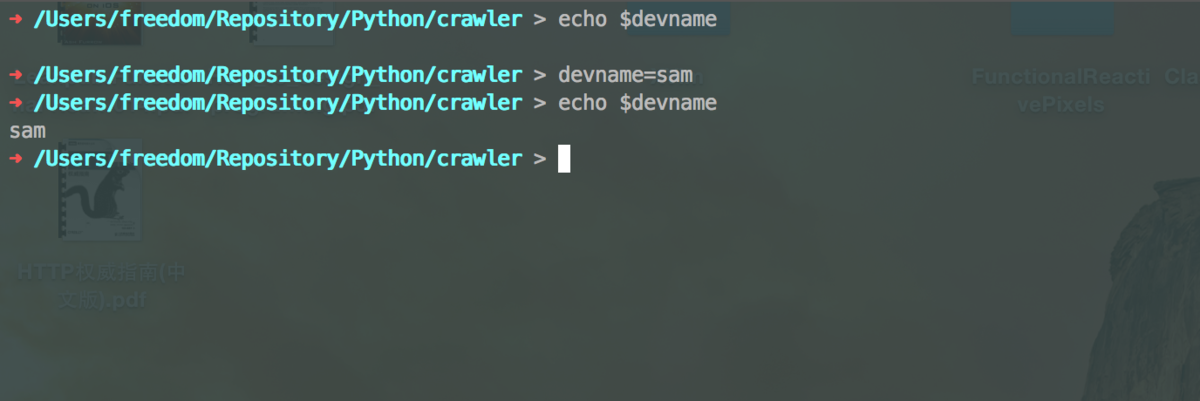 ➜ /Users/freedom/Repository/Python/crawler > echo $devname
➜ /Users/freedom/Repository/Python/crawler > devname=sam
➜ /Users/freedom/Repository/Python/crawler > echo $devname
sam
➜ /Users/freedom/Repository/Python/crawler >
FunctionalReacti
vePixels
Cla
HTTP权威指南(中
文版).pdf